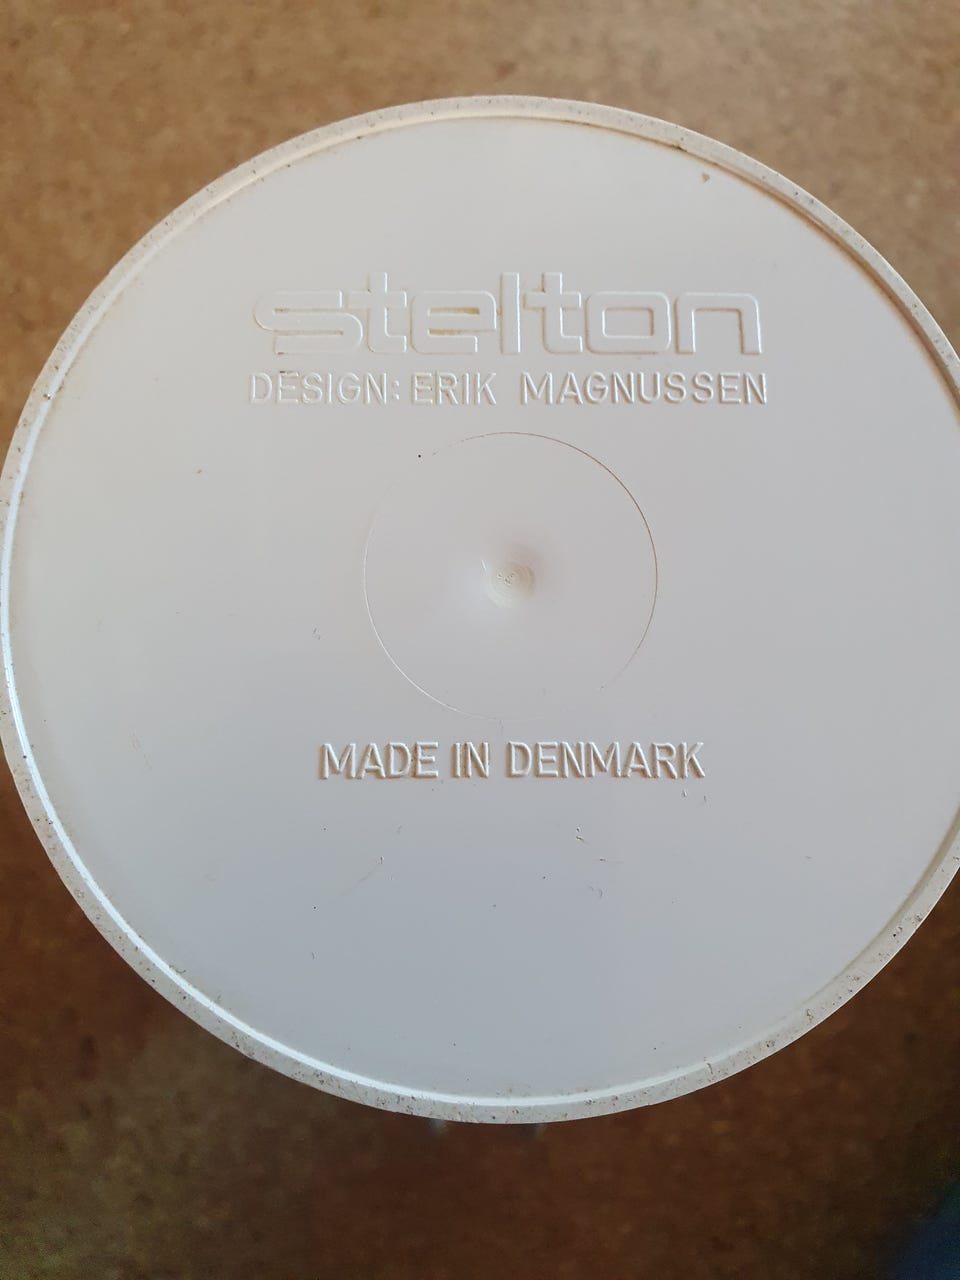 stelton
DESIGN: ERIK MAGNUSSEN
MADE IN DENMARK